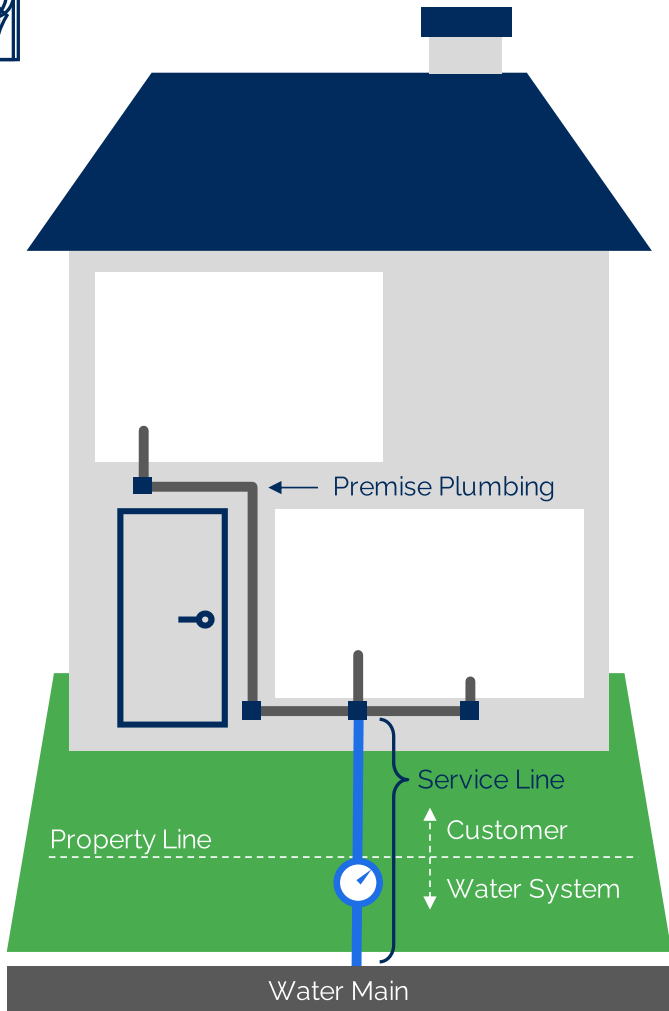 Premise Plumbing
Service Line
Customer
Property Line
Water System
Water Main